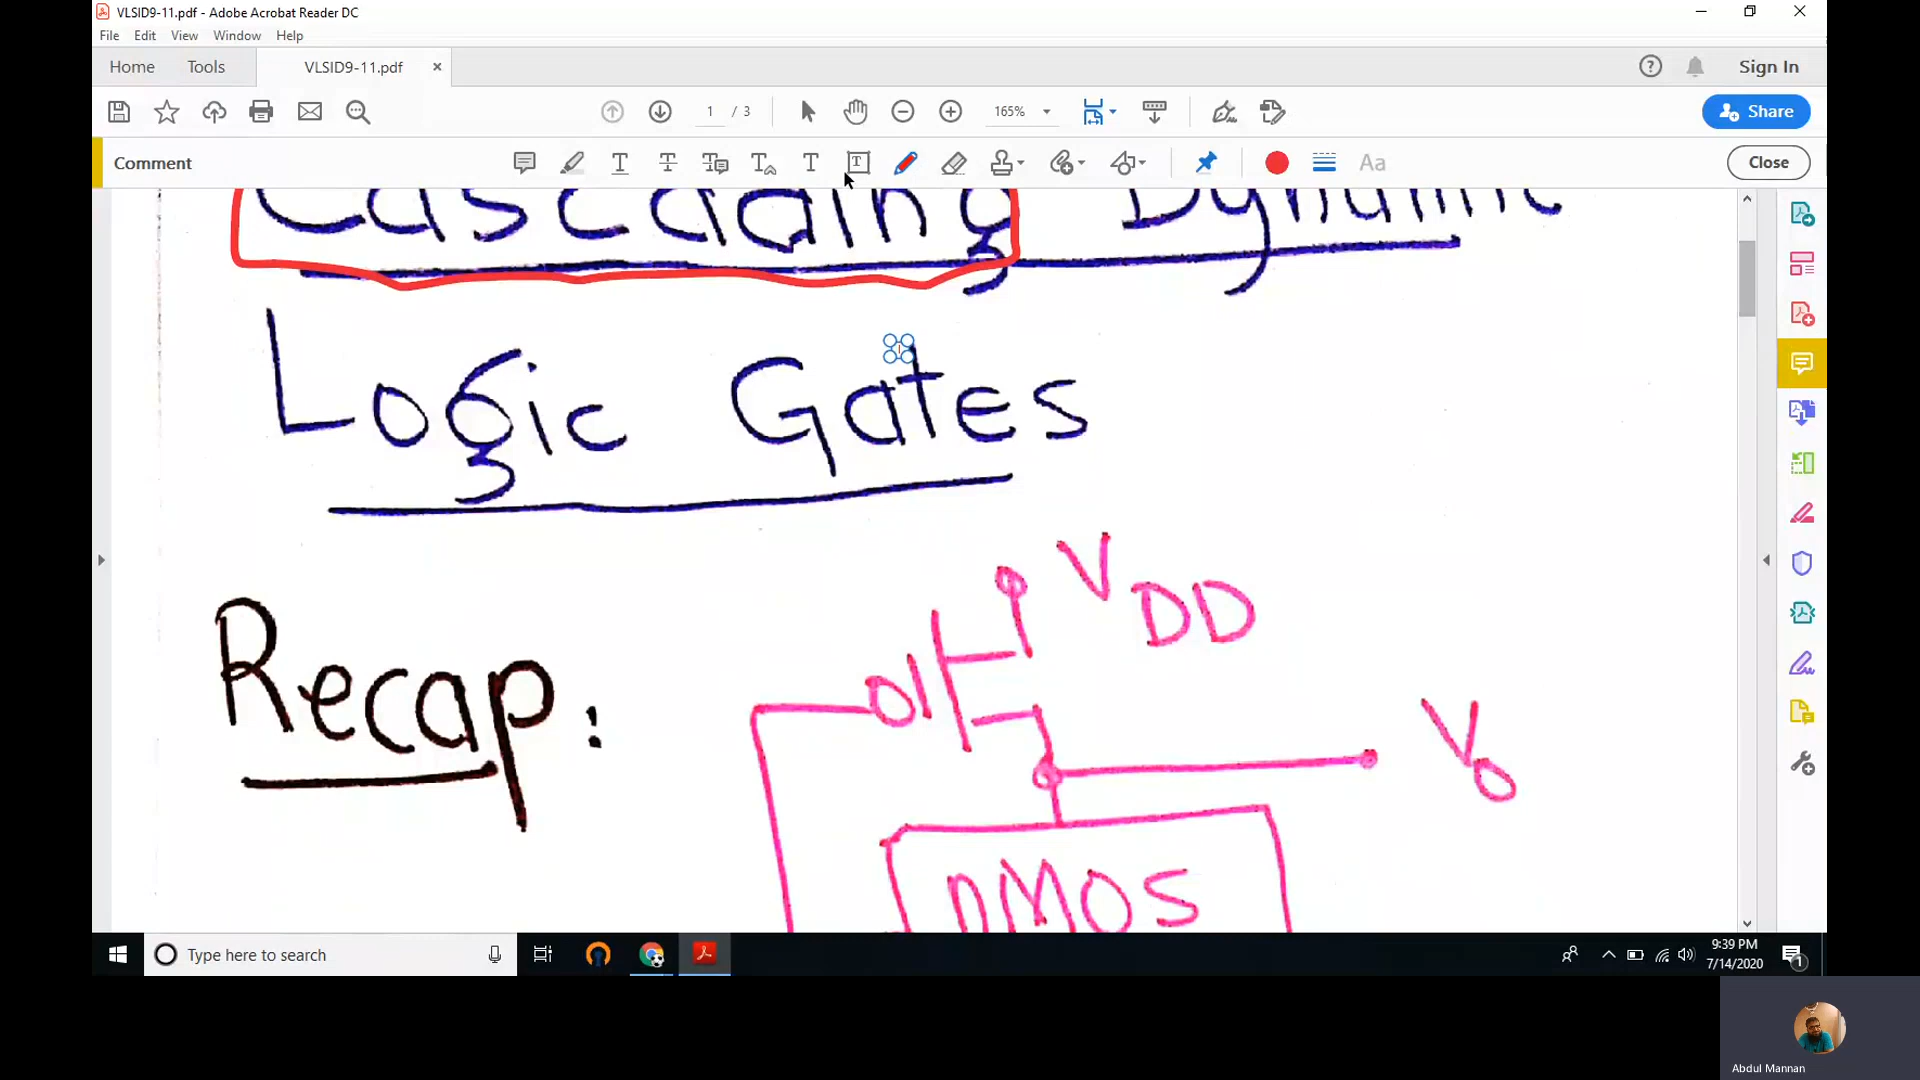 VLSID9-11.pdf - Adobe Acrobat Reader DC
File Edit View Window Help
Home Tools VLSID9-11.pdf Sign In
1 / 3 165% Share
Comment Close
Cascading Dynamic
Logic Gates
Recap:
VDD
Vo
nMOS
Type here to search
9:39 PM
7/14/2020
1
Abdul Mannan